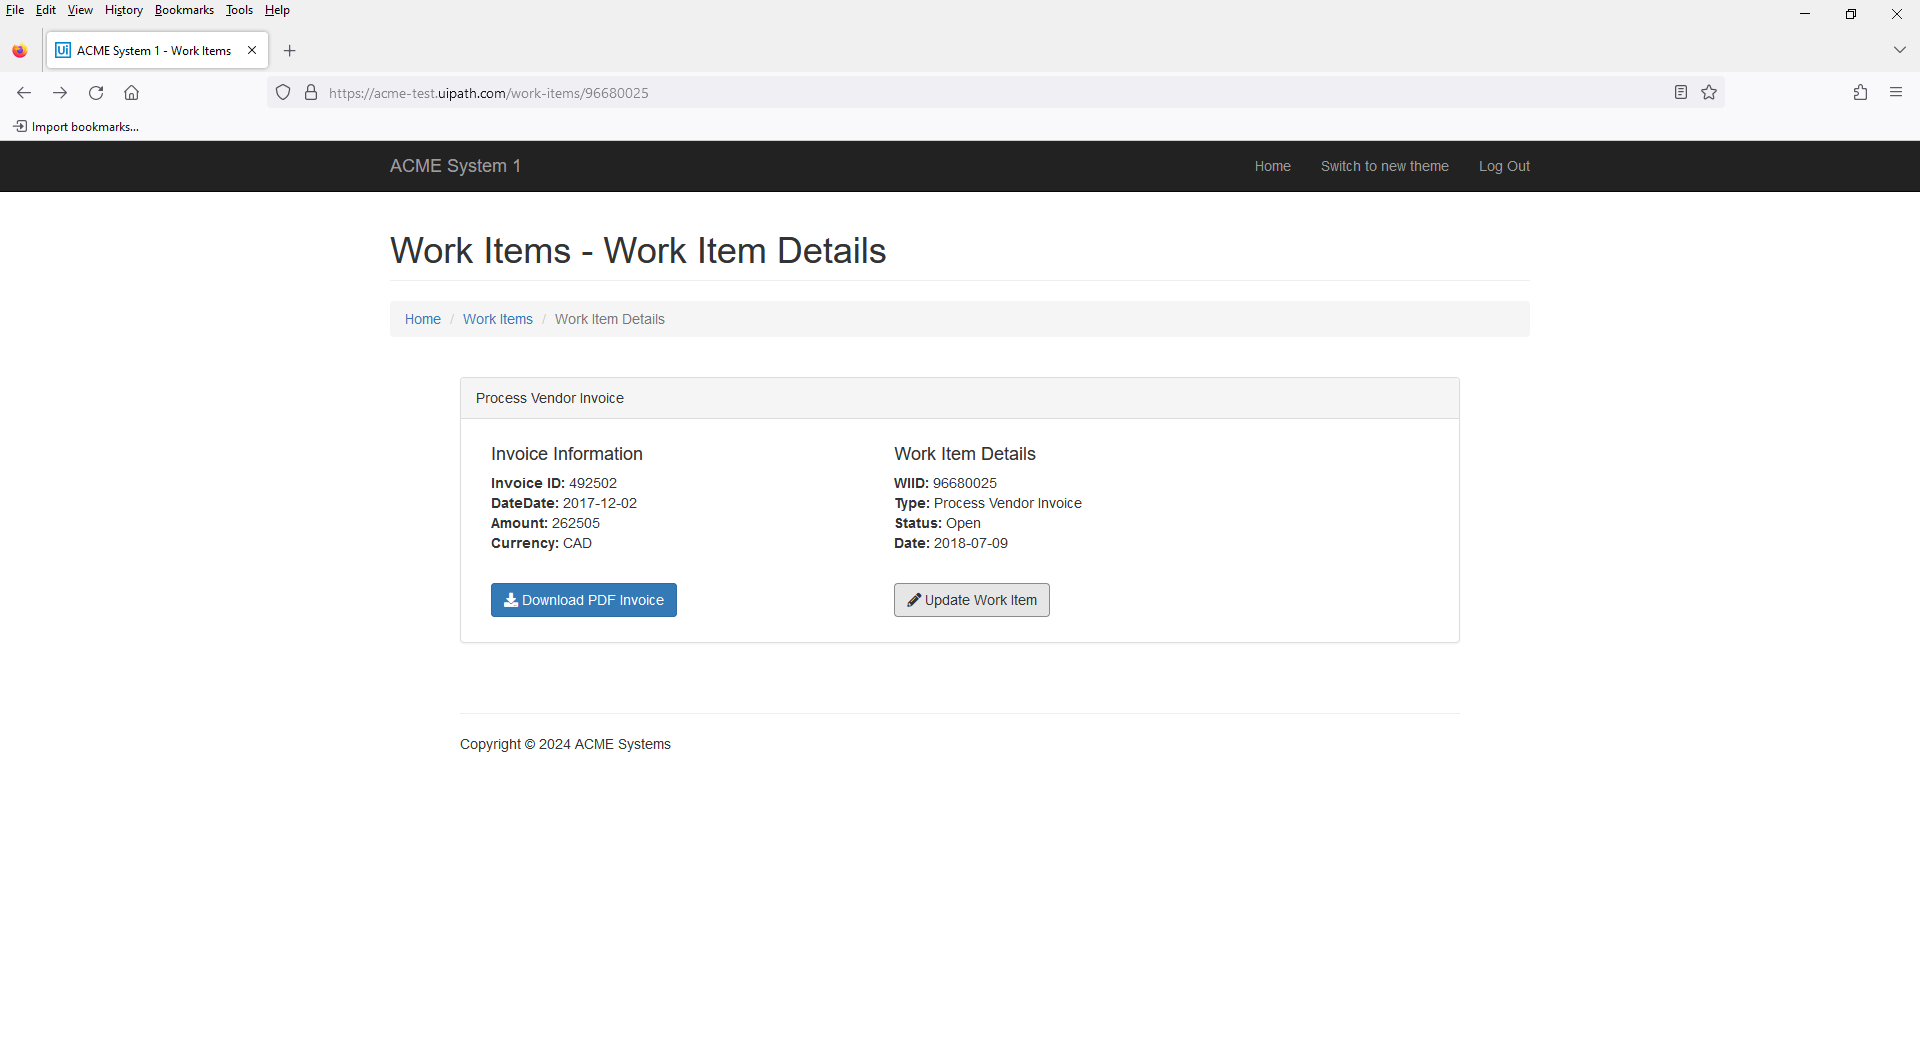 File Edit View History Bookmarks Tools Help
Ui ACME System 1 - Work Items
https://acme-test.uipath.com/work-items/96680025
Import bookmarks...
ACME System 1 Home Switch to new theme Log Out
Work Items - Work Item Details
Home / Work Items / Work Item Details
Process Vendor Invoice
Invoice Information
Invoice ID: 492502
DateDate: 2017-12-02
Amount: 262505
Currency: CAD
Download PDF Invoice
Work Item Details
WIID: 96680025
Type: Process Vendor Invoice
Status: Open
Date: 2018-07-09
Update Work Item
Copyright © 2024 ACME Systems